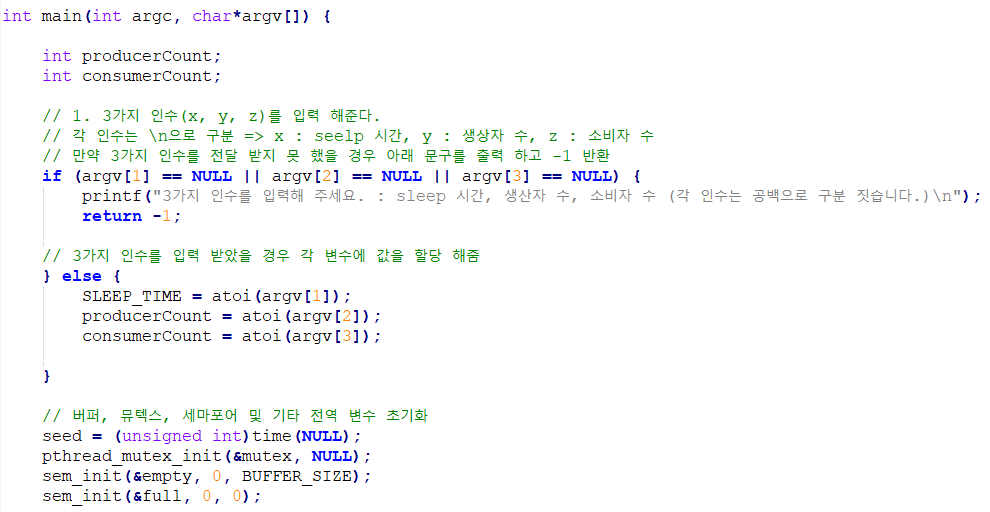 int main(int argc, char*argv[]) {
int producerCount;
int consumerCount;
// 1. 3가지 인수(x, y, z)를 입력 해준다.
// 각 인수는 \n으로 구분 => x : seelp 시간, y : 생상자 수, z : 소비자 수
// 만약 3가지 인수를 전달 받지 못 했을 경우 아래 문구를 출력 하고 -1 반환
if (argv[1] == NULL || argv[2] == NULL || argv[3] == NULL) {
printf("3가지 인수를 입력해 주세요. : sleep 시간, 생산자 수, 소비자 수 (각 인수는 공백으로 구분 짓습니다.)\n");
return -1;
// 3가지 인수를 입력 받았을 경우 각 변수에 값을 할당 해줌
} else {
SLEEP_TIME = atoi(argv[1]);
producerCount = atoi(argv[2]);
consumerCount = atoi(argv[3]);
}
// 버퍼, 뮤텍스, 세마포어 및 기타 전역 변수 초기화
seed = (unsigned int)time(NULL);
pthread_mutex_init(&mutex, NULL);
sem_init(&empty, 0, BUFFER_SIZE);
sem_init(&full, 0, 0);